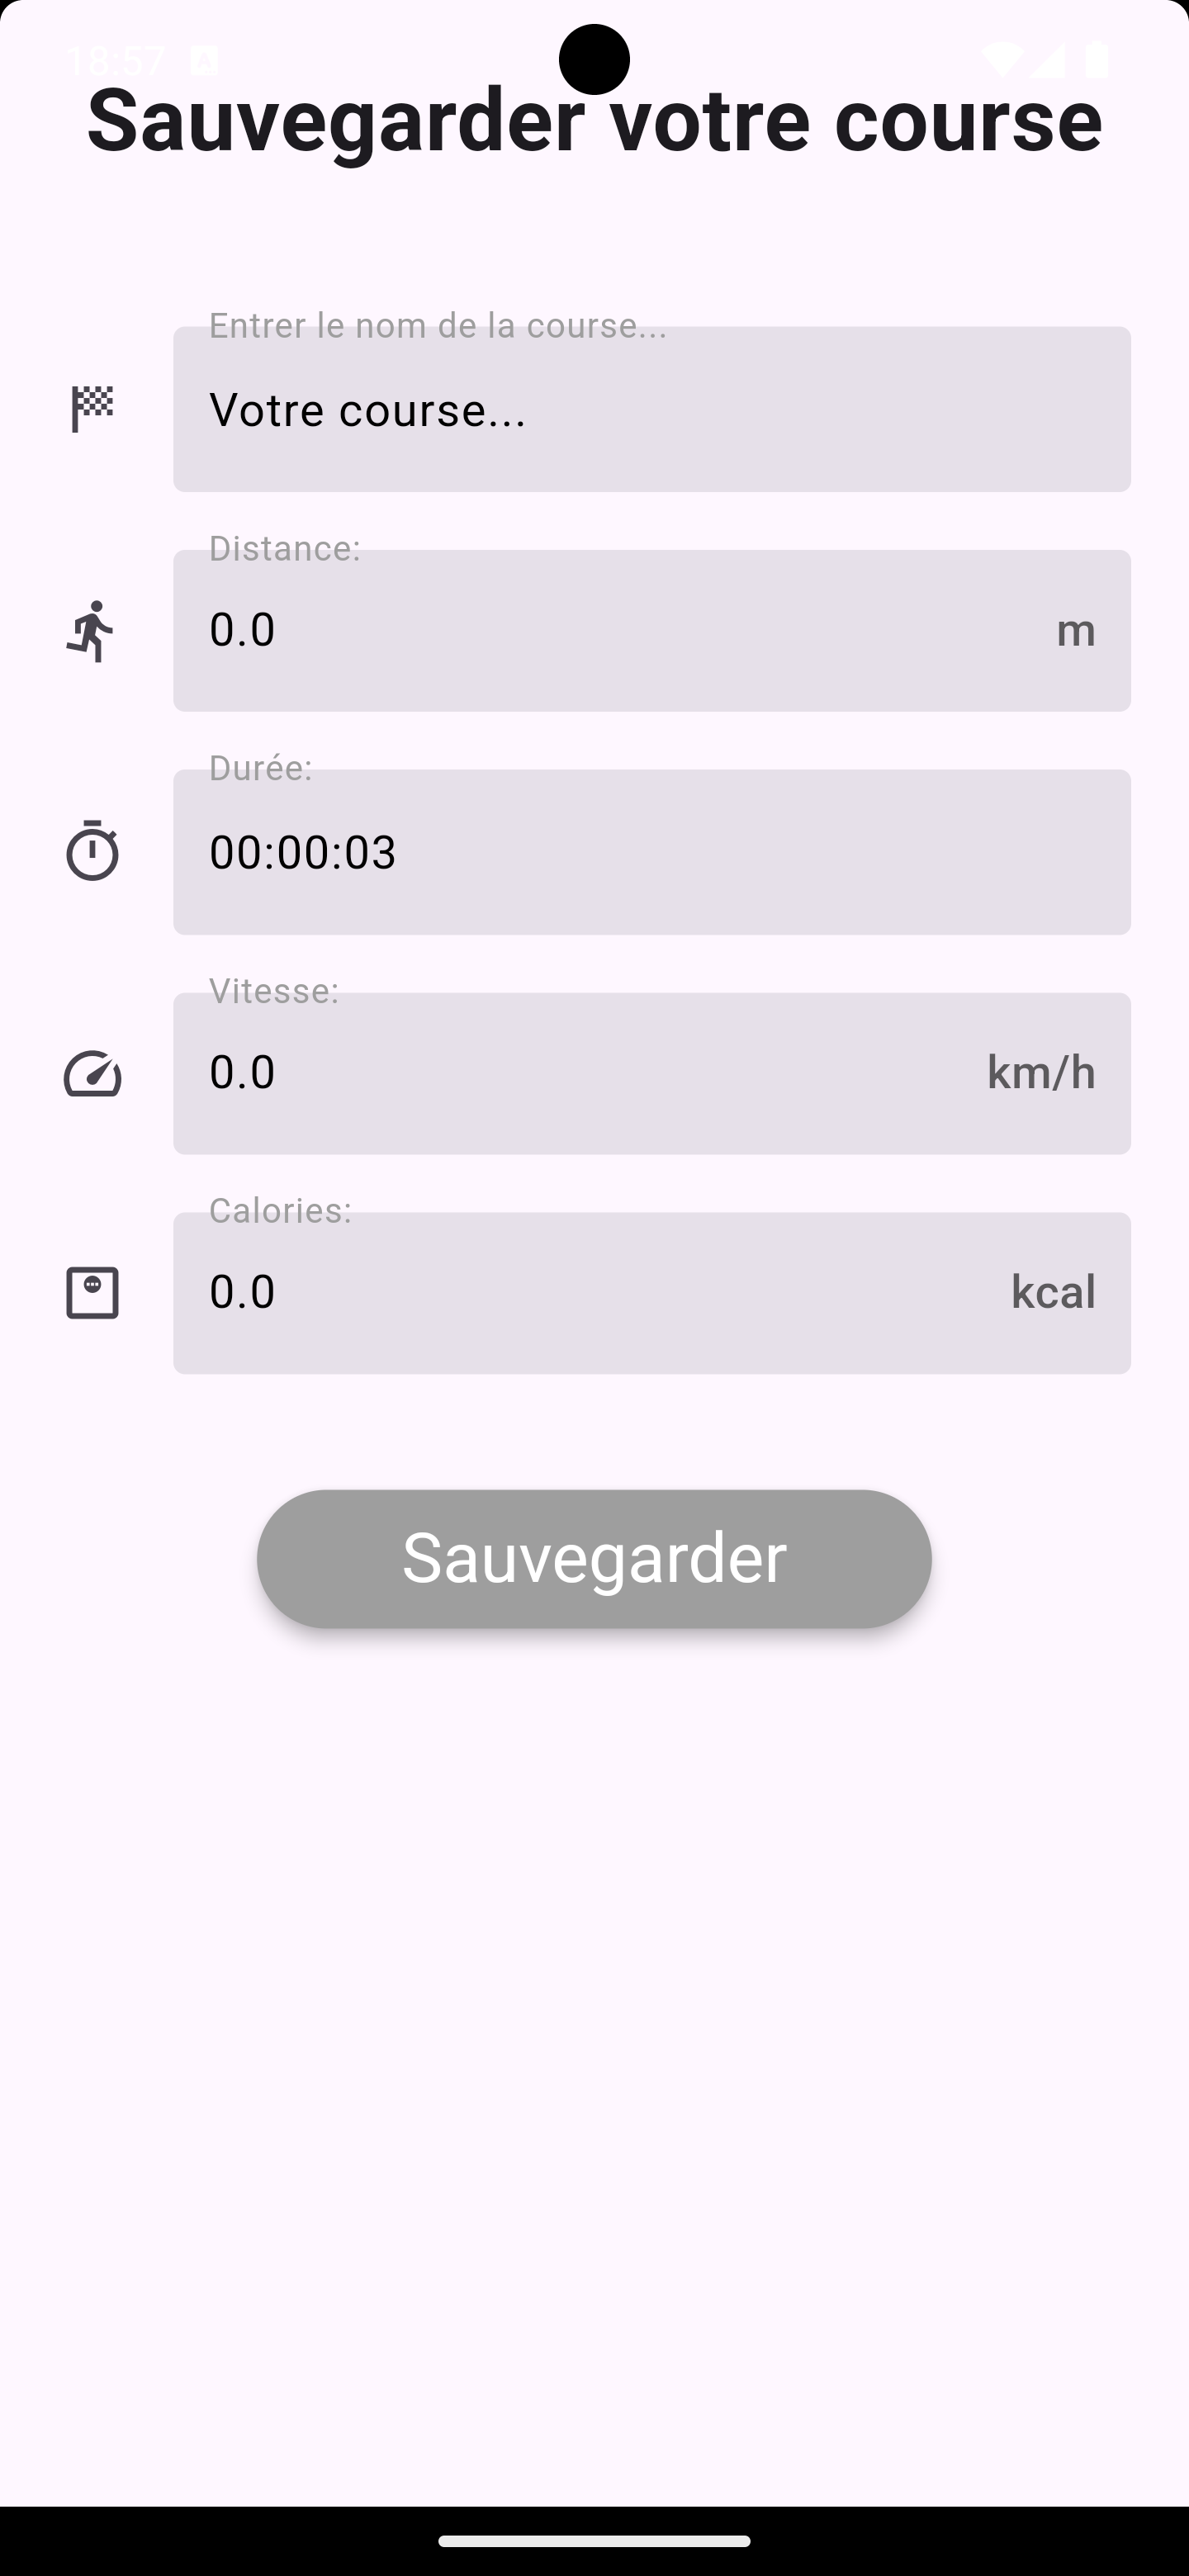 18:57
Sauvegarder votre course
Entrer le nom de la course...
Votre course...
Distance:
0.0 m
Durée:
00:00:03
Vitesse:
0.0 km/h
Calories:
0.0 kcal
Sauvegarder